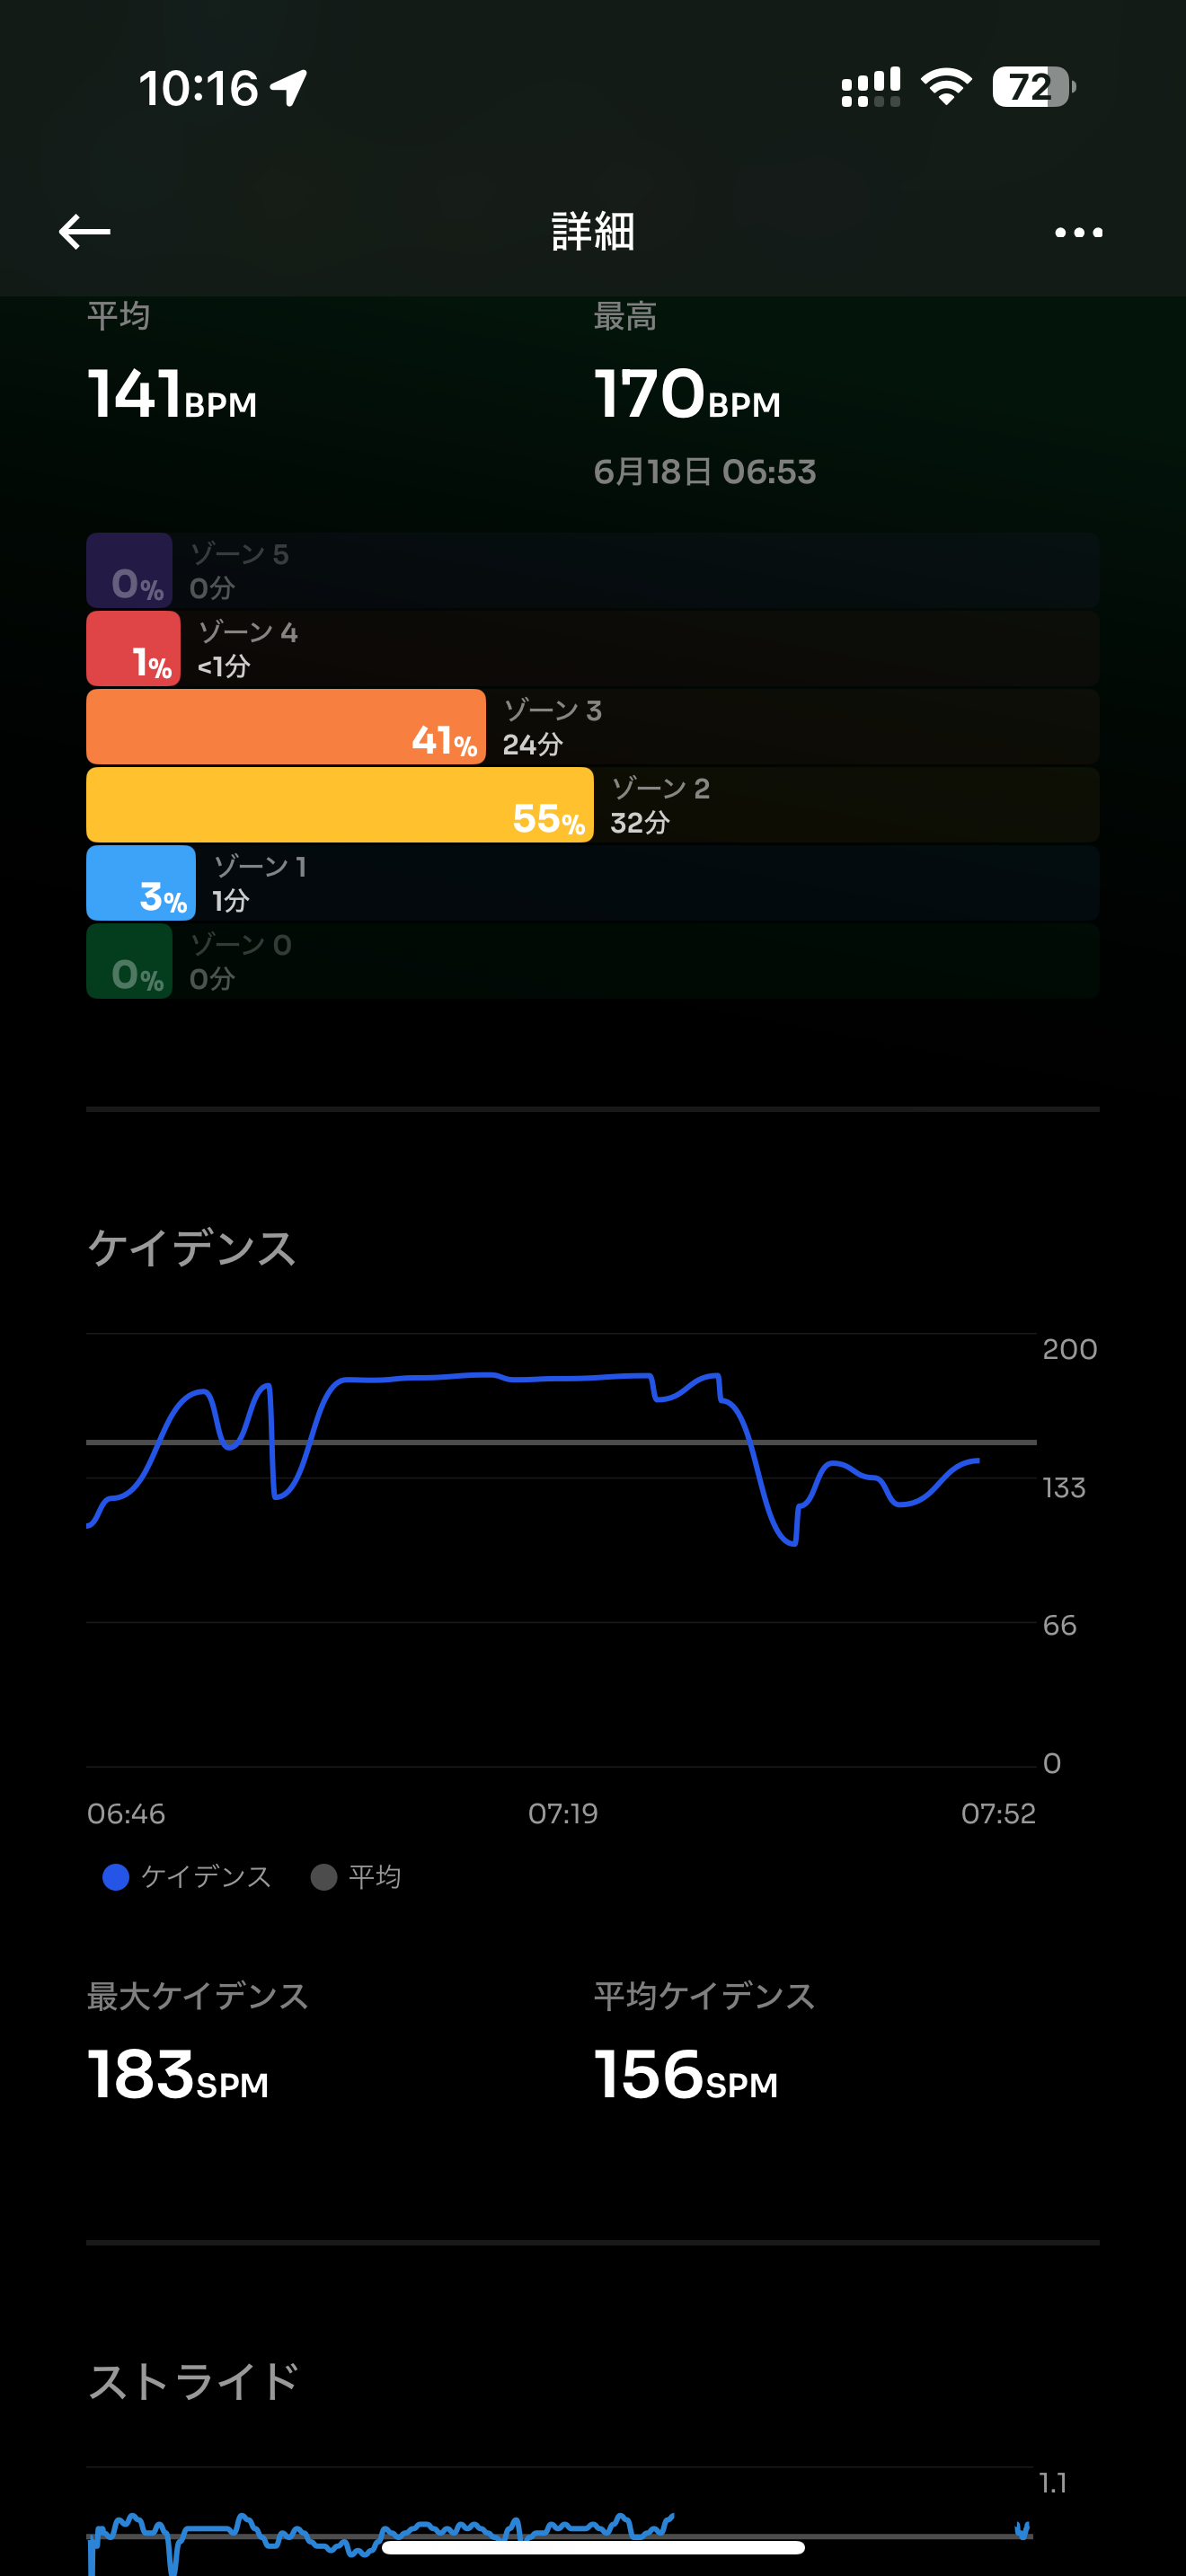 10:16
72
詳細
平均 最高
141BPM 170BPM
6月18日 06:53
0% ゾーン 5
0分
1% ゾーン 4
<1分
41% ゾーン 3
24分
55% ゾーン 2
32分
3% ゾーン 1
1分
0% ゾーン 0
0分
ケイデンス
200
133
66
0
06:46 07:19 07:52
ケイデンス 平均
最大ケイデンス 平均ケイデンス
183SPM 156SPM
ストライド
1.1